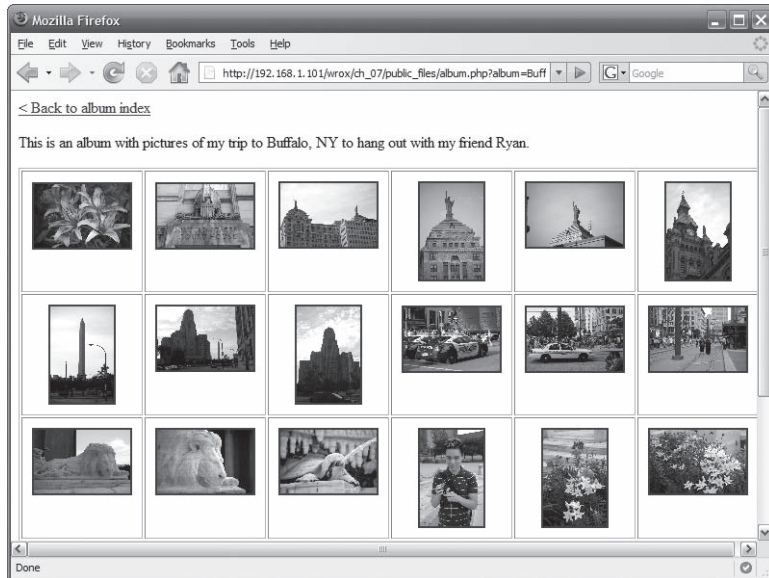 Mozilla Firefox
File Edit View History Bookmarks Tools Help
http://192.168.1.101/wrox/ch_07/public_files/album.php?album=Buff
G Google
< Back to album index
This is an album with pictures of my trip to Buffalo, NY to hang out with my friend Ryan.
Done